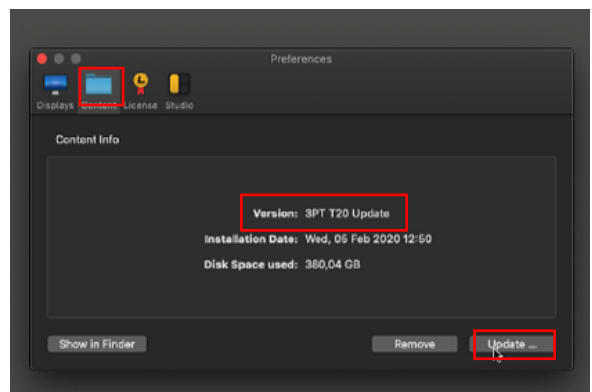 Preferences
Displays Content License Studio
Content Info
Version: 3PT T20 Update
Installation Date: Wed, 05 Feb 2020 12:50
Disk Space used: 380,04 GB
Show in Finder Remove Update ...